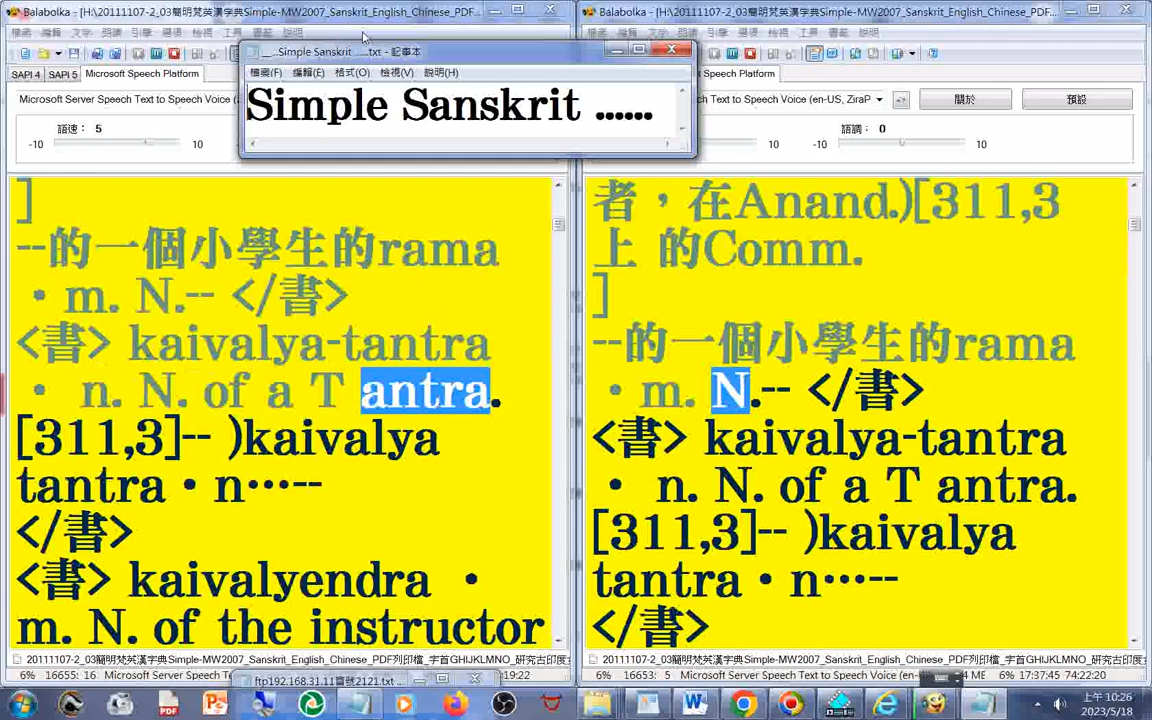 Balabolka - [H:\20111107-2_03簡明梵英漢字典Simple-MW2007_Sanskrit_English_Chinese_PDF...
Balabolka - [H:\20111107-2_03簡明梵英漢字典Simple-MW2007_Sanskrit_English_Chinese_PDF...
__...Simple Sanskrit ......txt - 記事本
檔案(F) 編輯(E) 格式(O) 檢視(V) 說明(H)
Simple Sanskrit ......
SAPI 4 SAPI 5 Microsoft Speech Platform
Speech Platform
Microsoft Server Speech Text to Speech Voice
Text to Speech Voice (en-US, ZiraP
關於 預設
語速： 5
語調： 0
-10 10
10 -10 10
]
--的一個小學生的rama
・m. N.-- </書>
<書> kaivalya-tantra
・ n. N. of a T antra.
[311,3]-- )kaivalya
tantra・n…--
</書>
<書> kaivalyendra ・
m. N. of the instructor
者，在Anand.)[311,3
上 的Comm.
]
--的一個小學生的rama
・m. N.-- </書>
<書> kaivalya-tantra
・ n. N. of a T antra.
[311,3]-- )kaivalya
tantra・n…--
</書>
20111107-2_03簡明梵英漢字典Simple-MW2007_Sanskrit_English_Chinese_PDF列印檔_字首GHIJKLMNO_研究古印度
20111107-2_03簡明梵英漢字典Simple-MW2007_Sanskrit_English_Chinese_PDF列印檔_字首GHIJKLMNO_研究古印度
6% 16655: 16 Microsoft Speech
19:22
6% 16653: 5 Microsoft Server Speech Text to Speech Voice (en-
6% 17:37:45 74:22:20
ftp192.168.31.11
上午 10:26
2023/5/18